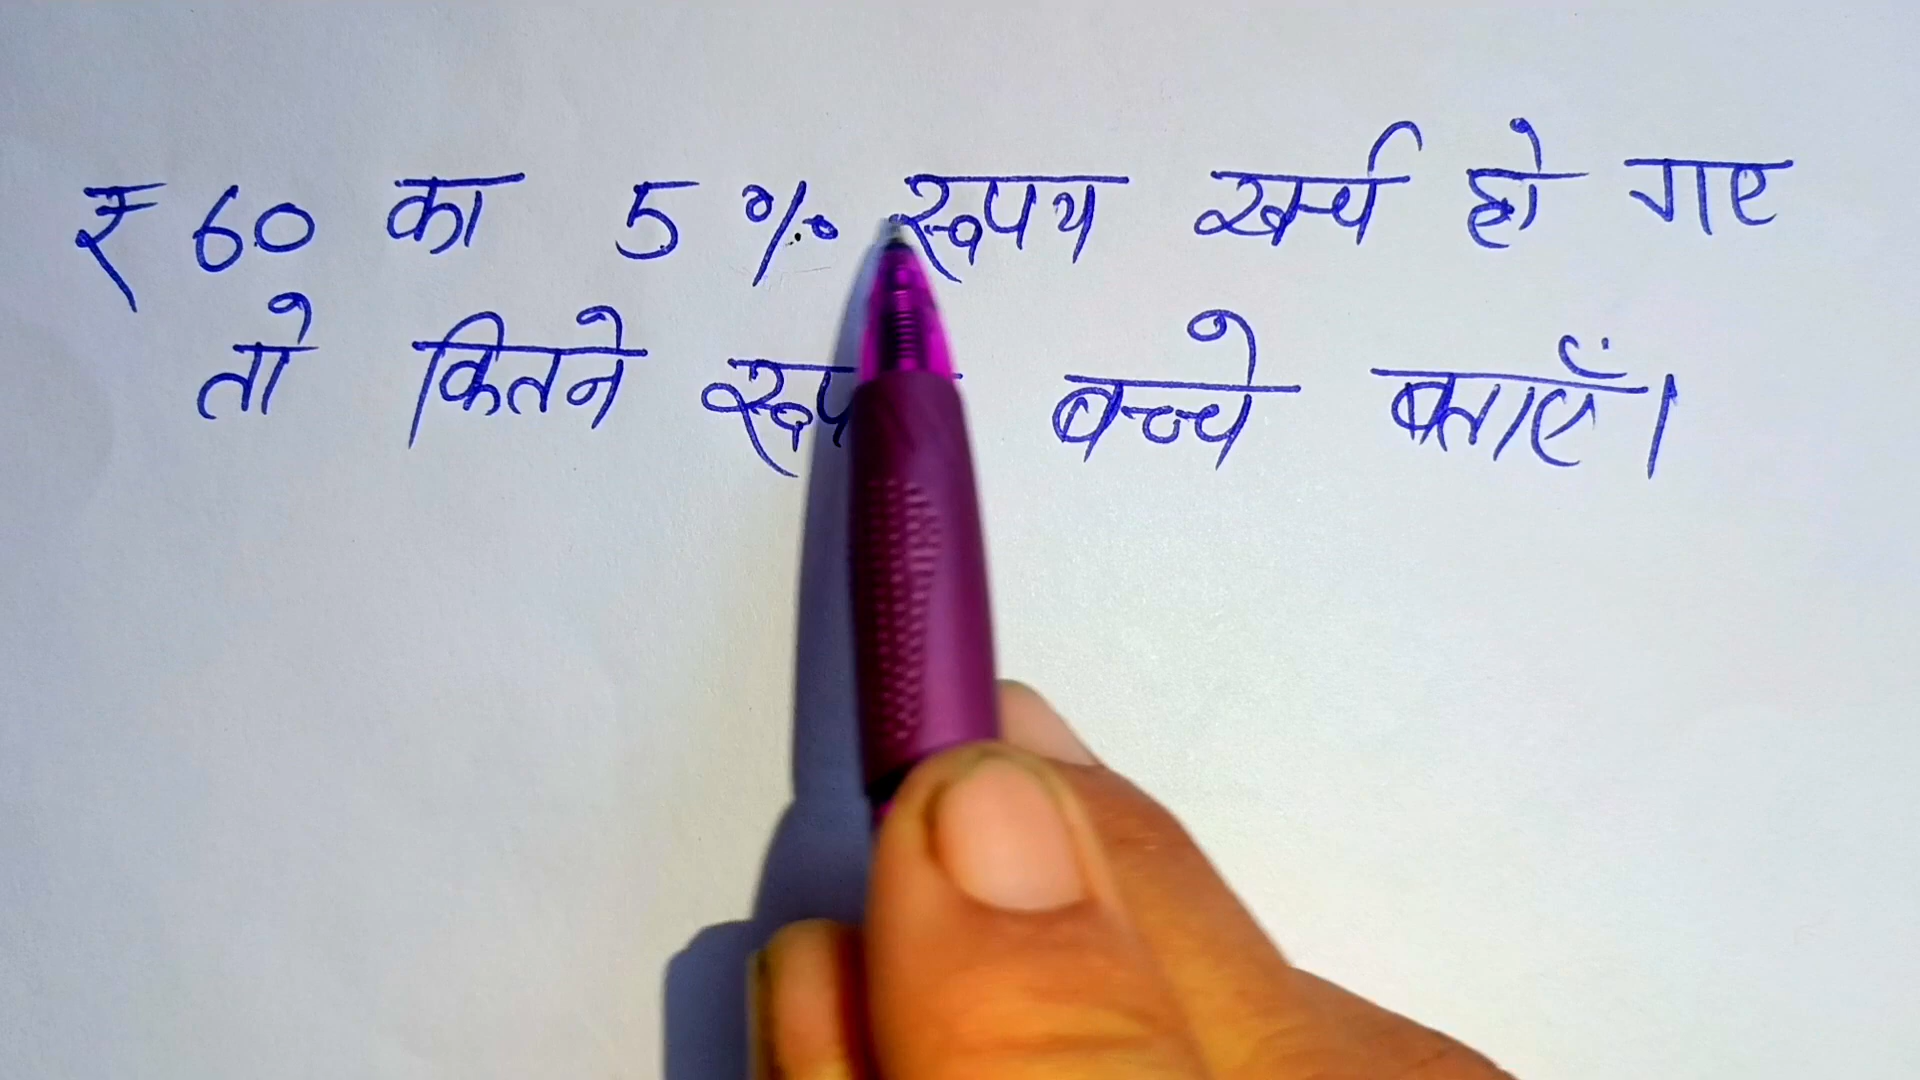 ₹ 60 का 5 % रूपय खर्च हो गए
तो कितने बच्चे बताएँ।